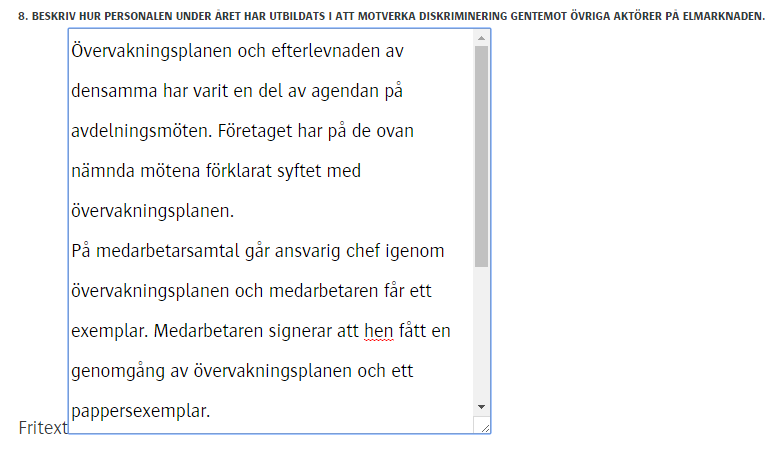 8. BESKRIV HUR PERSONALEN UNDER ÅRET HAR UTBILDATS I ATT MOTVERKA DISKRIMINERING GENTEMOT ÖVRIGA AKTÖRER PÅ ELMARKNADEN.
Övervakningsplanen och efterlevnaden av
densamma har varit en del av agendan på
avdelningsmöten. Företaget har på de ovan
nämnda mötena förklarat syftet med
övervakningsplanen.
På medarbetarsamtal går ansvarig chef igenom
övervakningsplanen och medarbetaren får ett
exemplar. Medarbetaren signerar att hen fått en
genomgång av övervakningsplanen och ett
pappersexemplar.
Fritext